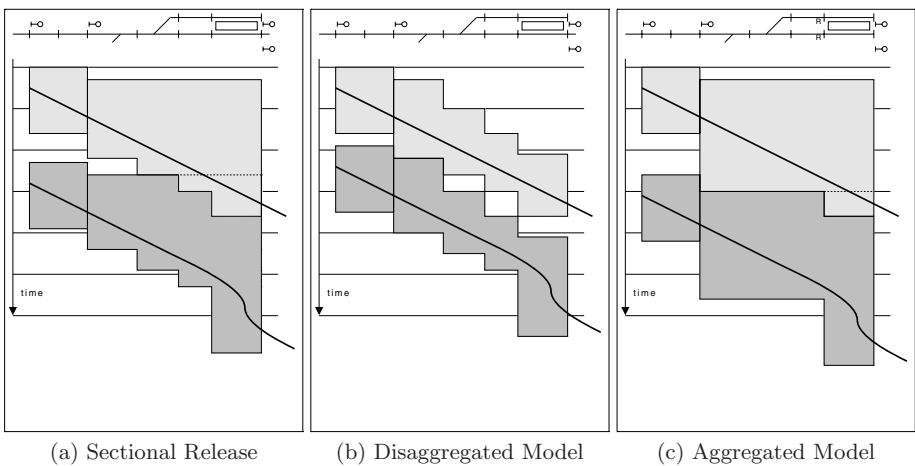 R
R
time
time
time
(a) Sectional Release
(b) Disaggregated Model
(c) Aggregated Model